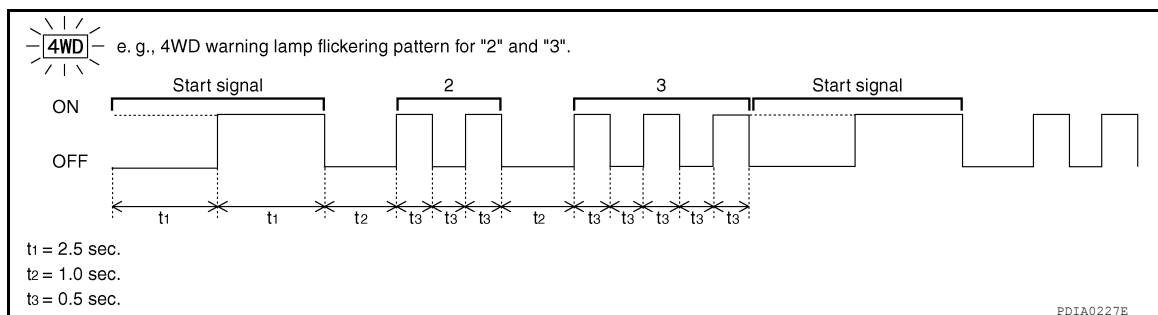 4WD e. g., 4WD warning lamp flickering pattern for "2" and "3".
Start signal 2 3 Start signal
ON
OFF
t1 t1 t2 t3 t3 t3 t2 t3 t3 t3 t3 t3
t1 = 2.5 sec.
t2 = 1.0 sec.
t3 = 0.5 sec.
PDIA0227E